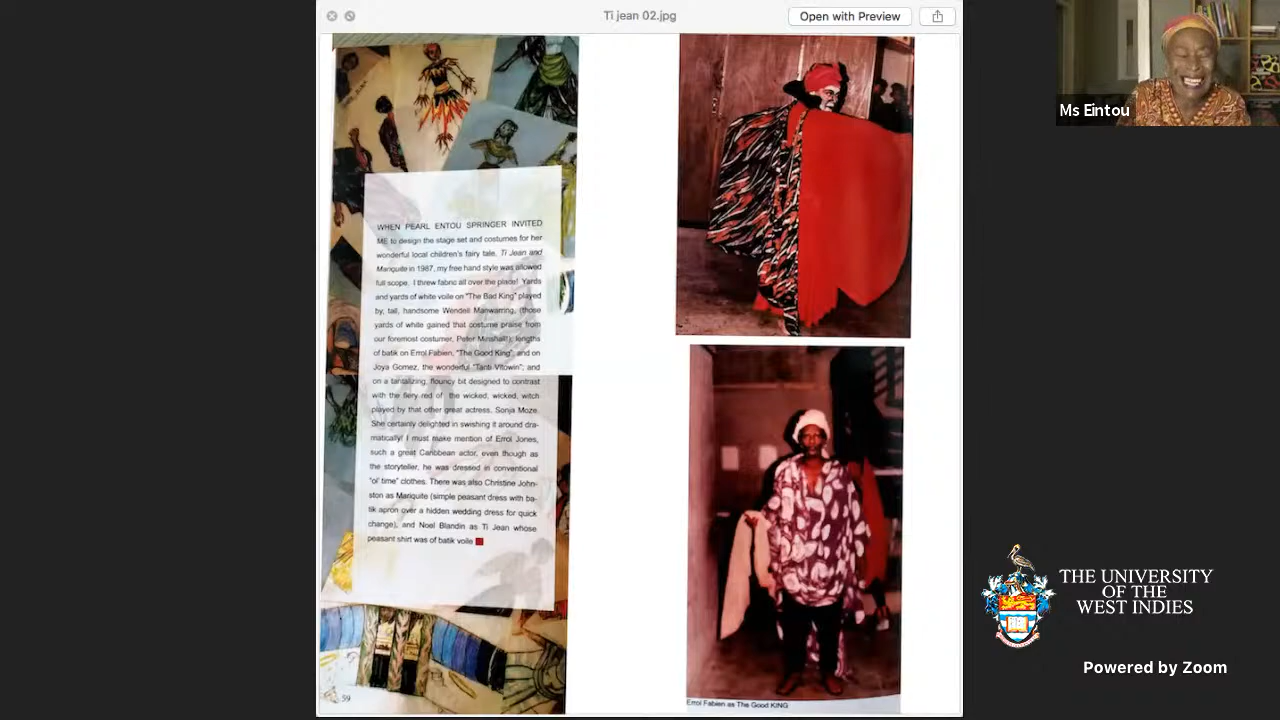 Ti jean 02.jpg
Open with Preview
Ms Eintou
WHEN PEARL ENTOU SPRINGER INVITED
ME to design the stage set and costumes for her
wonderful local children's fairy tale, Ti Jean and
Mariquite in 1987, my free hand style was allowed
full scope. I threw fabric all over the place! Yards
and yards of white voile on "The Bad King" played
by, tall, handsome Wendell Manwarring, (those
yards of white gained that costume praise from
our foremost costumer, Peter Minshall!); lengths
of batik on Errol Fabien, "The Good King"; and on
Joya Gomez, the wonderful "Tanti Vitowin"; and
on a tantalizing, flouncy bit designed to contrast
with the fiery red of the wicked, wicked, witch
played by that other great actress, Sonja Moze.
She certainly delighted in swishing it around dra-
matically! I must make mention of Errol Jones,
such a great Caribbean actor, even though as
the storyteller, he was dressed in conventional
"ol' time" clothes. There was also Christine John-
ston as Mariquite (simple peasant dress with ba-
tik apron over a hidden wedding dress for quick
change), and Noel Blandin as Ti Jean whose
peasant shirt was of batik voile
59
Errol Fabien as The Good KING
THE UNIVERSITY
OF THE
WEST INDIES
Powered by Zoom